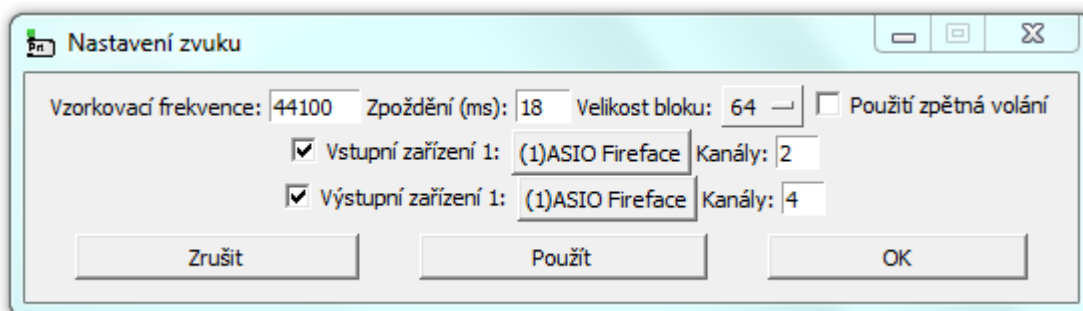 Nastavení zvuku
Vzorkovací frekvence: 44100 Zpoždění (ms): 18 Velikost bloku: 64 Použití zpětná volání
Vstupní zařízení 1: (1)ASIO Fireface Kanály: 2
Výstupní zařízení 1: (1)ASIO Fireface Kanály: 4
Zrušit Použít OK